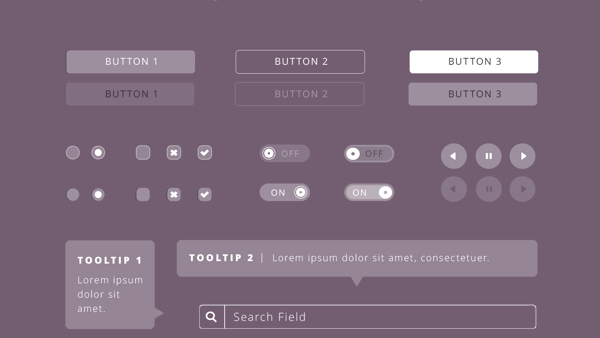 BUTTON 1
BUTTON 2
BUTTON 3
BUTTON 1
BUTTON 2
BUTTON 3
OFF
OFF
ON
ON
TOOLTIP 1
Lorem ipsum
dolor sit
amet.
TOOLTIP 2 | Lorem ipsum dolor sit amet, consectetuer.
Search Field